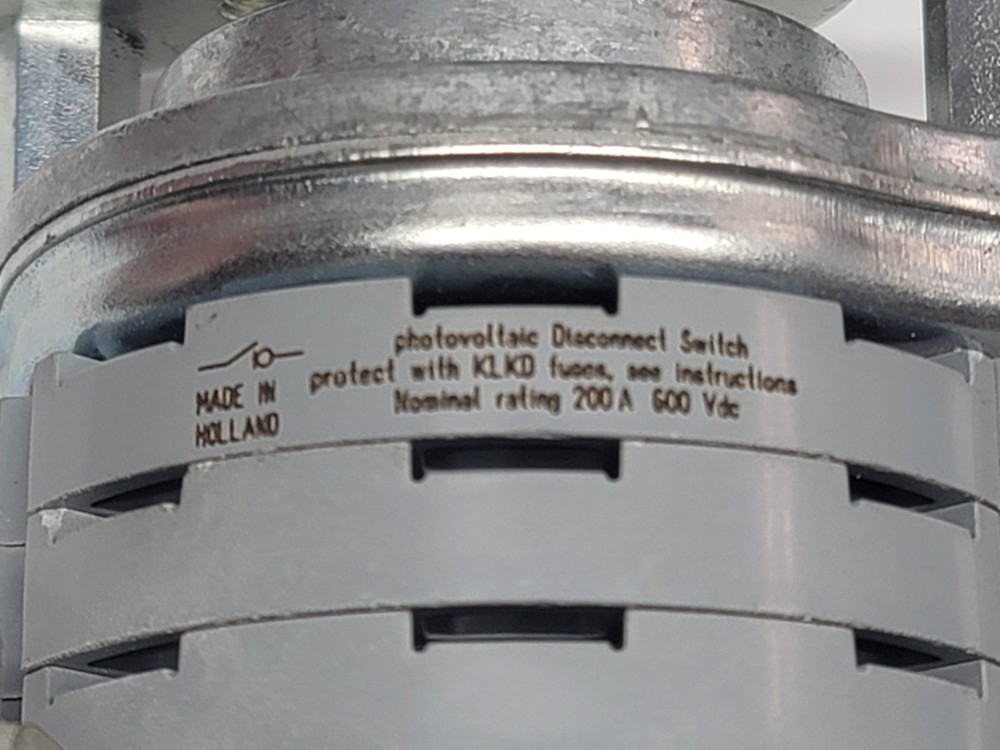 photovoltaic Disconnect Switch
protect with KLKD fuses, see instructions
Nominal rating 200A 600 Vdc
MADE IN
HOLLAND